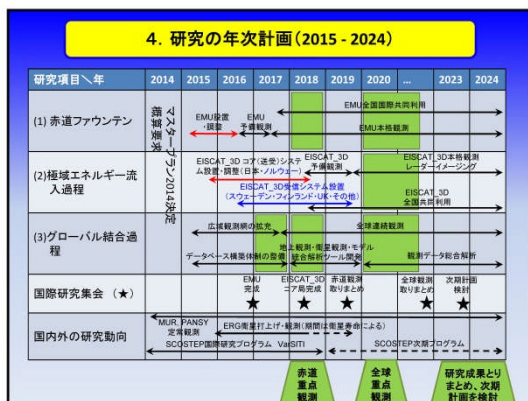 4．研究の年次計画（2015 - 2024）
研究項目＼年 2014 2015 2016 2017 2018 2019 2020 … 2023 2024
マスタープラン2014決定
概算要求
(1) 赤道ファウンテン
EMU設置
・調整
EMU
予備観測
EMU全国国際共同利用
EMU本格観測
(2)極域エネルギー流
入過程
EISCAT_3D コア(送受)システ
ム設置・調整(日本・ノルウェー)
EISCAT_3D
予備観測
EISCAT_3D本格観測
レーダーイメージング
EISCAT_3D受信システム設置
(スウェーデン・フィンランド・UK・その他)
EISCAT_3D
全国共同利用
(3)グローバル結合過
程
広域観測網の拡充
全球連続観測
データベース構築体制の整備
地上観測・衛星観測・モデル
統合解析ツール開発
観測データ総合解析
国際研究集会（★）
EMU
完成
★
EISCAT_3D
コア局完成
★
赤道観測
取りまとめ
★
全球観測
取りまとめ
★
次期計画
検討
★
国内外の研究動向
MUR, PANSY
定常観測
ERG衛星打上げ・観測（期間は衛星寿命による）
SCOSTEP国際研究プログラム VarSITI
SCOSTEP次期プログラム
赤道
重点
観測
全球
重点
観測
研究成果とり
まとめ、次期
計画を検討